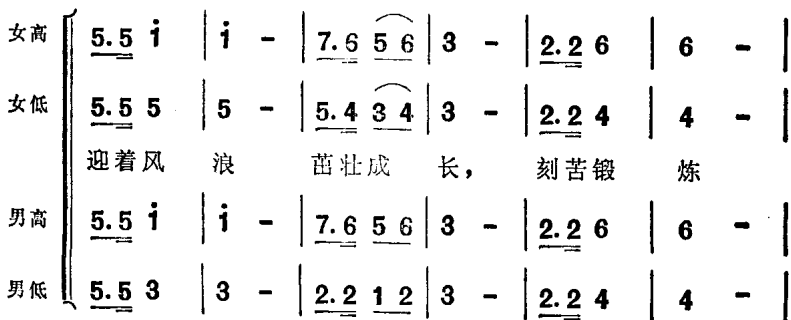 女高 5.5 i | i - | 7.6 5 6 | 3 - | 2.2 6 | 6 - |
女低 5.5 5 | 5 - | 5.4 3 4 | 3 - | 2.2 4 | 4 - |
迎着风 浪 茁壮成 长, 刻苦锻 炼
男高 5.5 i | i - | 7.6 5 6 | 3 - | 2.2 6 | 6 - |
男低 5.5 3 | 3 - | 2.2 1 2 | 3 - | 2.2 4 | 4 - |